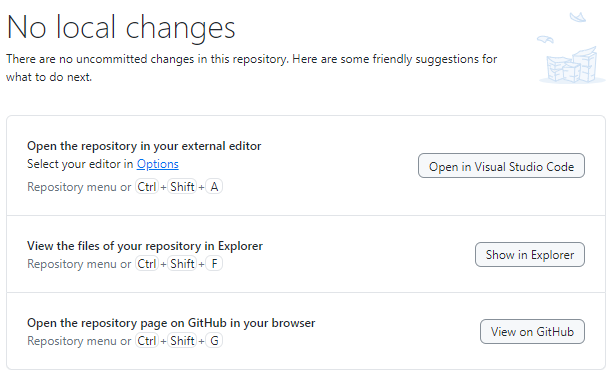 No local changes
There are no uncommitted changes in this repository. Here are some friendly suggestions for
what to do next.
Open the repository in your external editor
Select your editor in Options
Repository menu or Ctrl + Shift + A
Open in Visual Studio Code
View the files of your repository in Explorer
Repository menu or Ctrl + Shift + F
Show in Explorer
Open the repository page on GitHub in your browser
Repository menu or Ctrl + Shift + G
View on GitHub